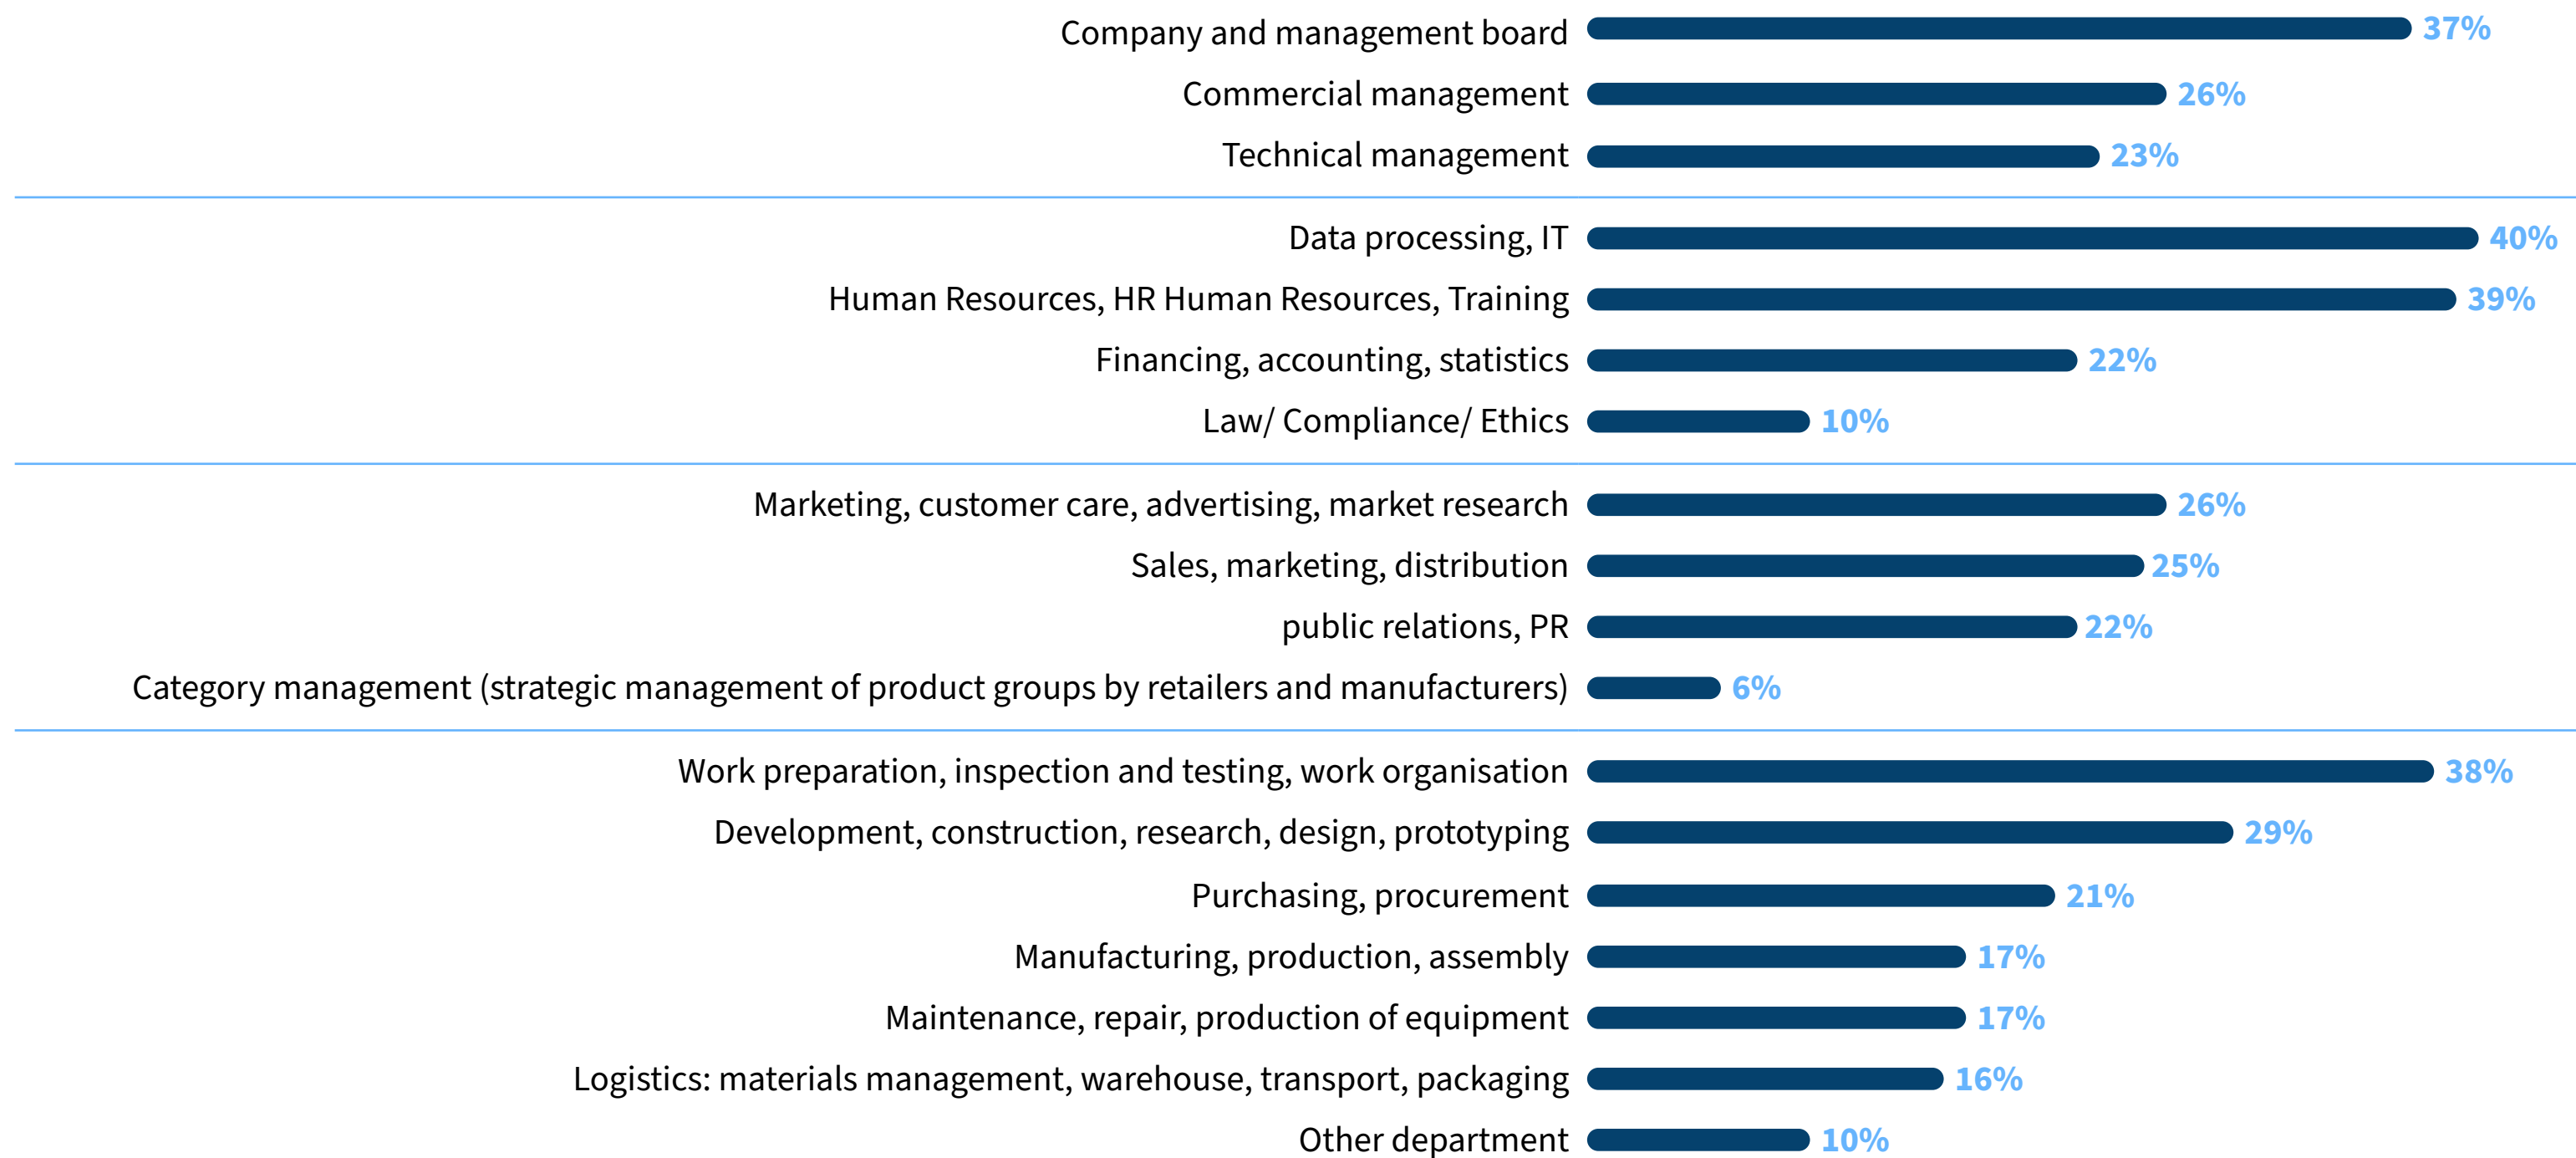 Company and management board 37%
Commercial management 26%
Technical management 23%
Data processing, IT 40%
Human Resources, HR Human Resources, Training 39%
Financing, accounting, statistics 22%
Law/ Compliance/ Ethics 10%
Marketing, customer care, advertising, market research 26%
Sales, marketing, distribution 25%
public relations, PR 22%
Category management (strategic management of product groups by retailers and manufacturers) 6%
Work preparation, inspection and testing, work organisation 38%
Development, construction, research, design, prototyping 29%
Purchasing, procurement 21%
Manufacturing, production, assembly 17%
Maintenance, repair, production of equipment 17%
Logistics: materials management, warehouse, transport, packaging 16%
Other department 10%